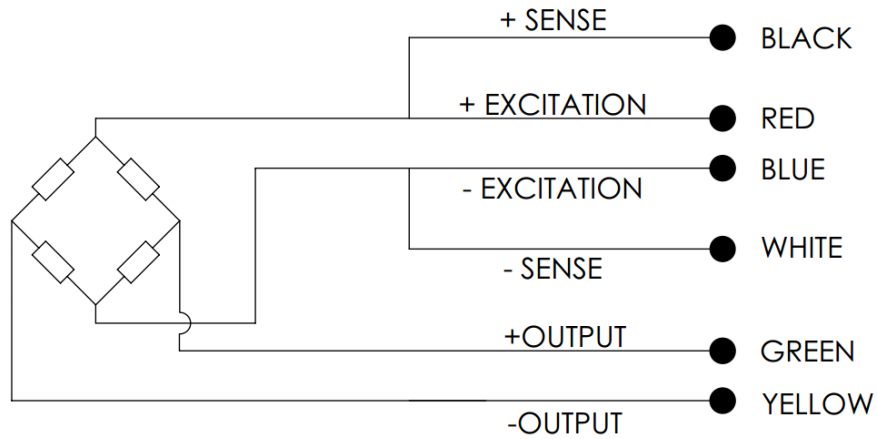 + SENSE BLACK
+ EXCITATION RED
- EXCITATION BLUE
- SENSE WHITE
+OUTPUT GREEN
-OUTPUT YELLOW